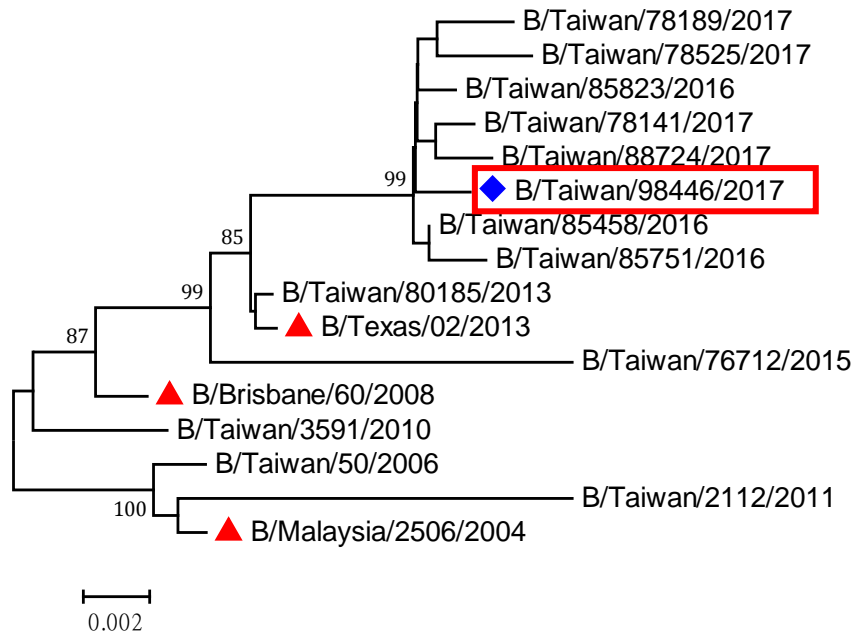 B/Taiwan/78189/2017
B/Taiwan/78525/2017
B/Taiwan/85823/2016
B/Taiwan/78141/2017
B/Taiwan/88724/2017
99
B/Taiwan/98446/2017
B/Taiwan/85458/2016
85
B/Taiwan/85751/2016
99
B/Taiwan/80185/2013
B/Texas/02/2013
87
B/Taiwan/76712/2015
B/Brisbane/60/2008
B/Taiwan/3591/2010
B/Taiwan/50/2006
B/Taiwan/2112/2011
100
B/Malaysia/2506/2004
0.002